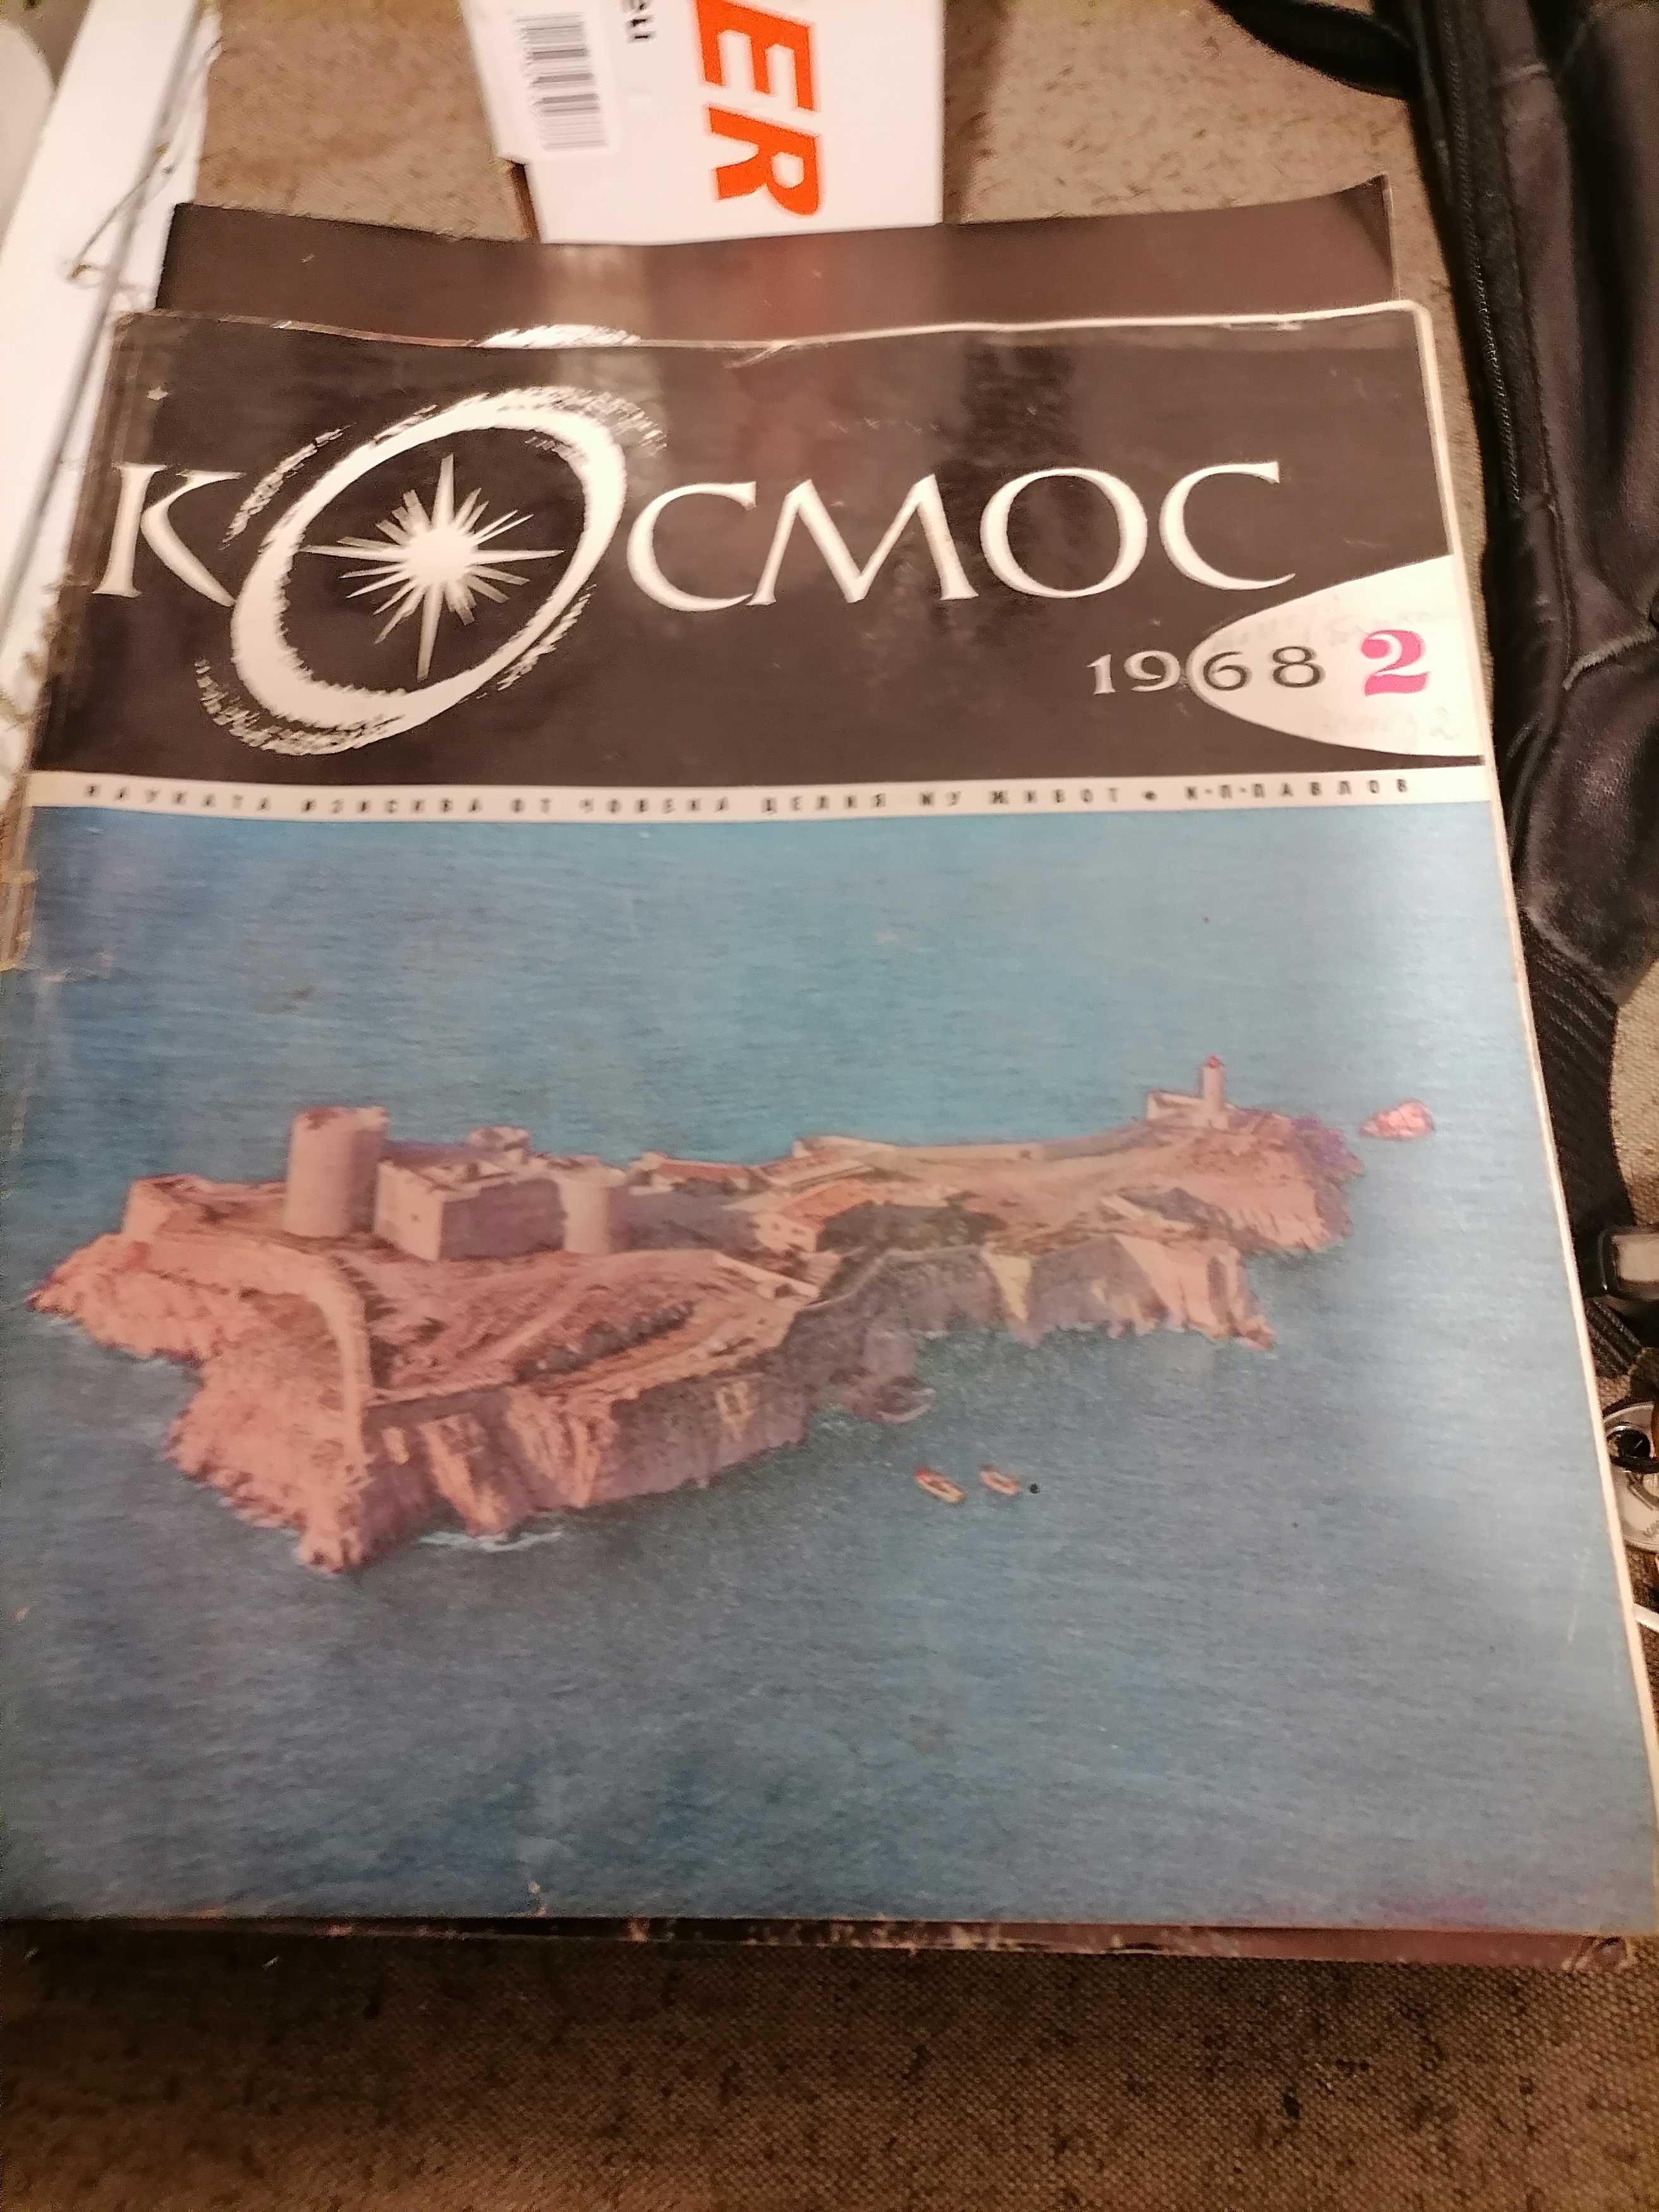 ER
КОСМОС
1968 2
НАУКАТА ИЗИСКВА ОТ ЧОВЕКА ЦЕЛИЯ МУ ЖИВОТ • И·П·ПАВЛОВ